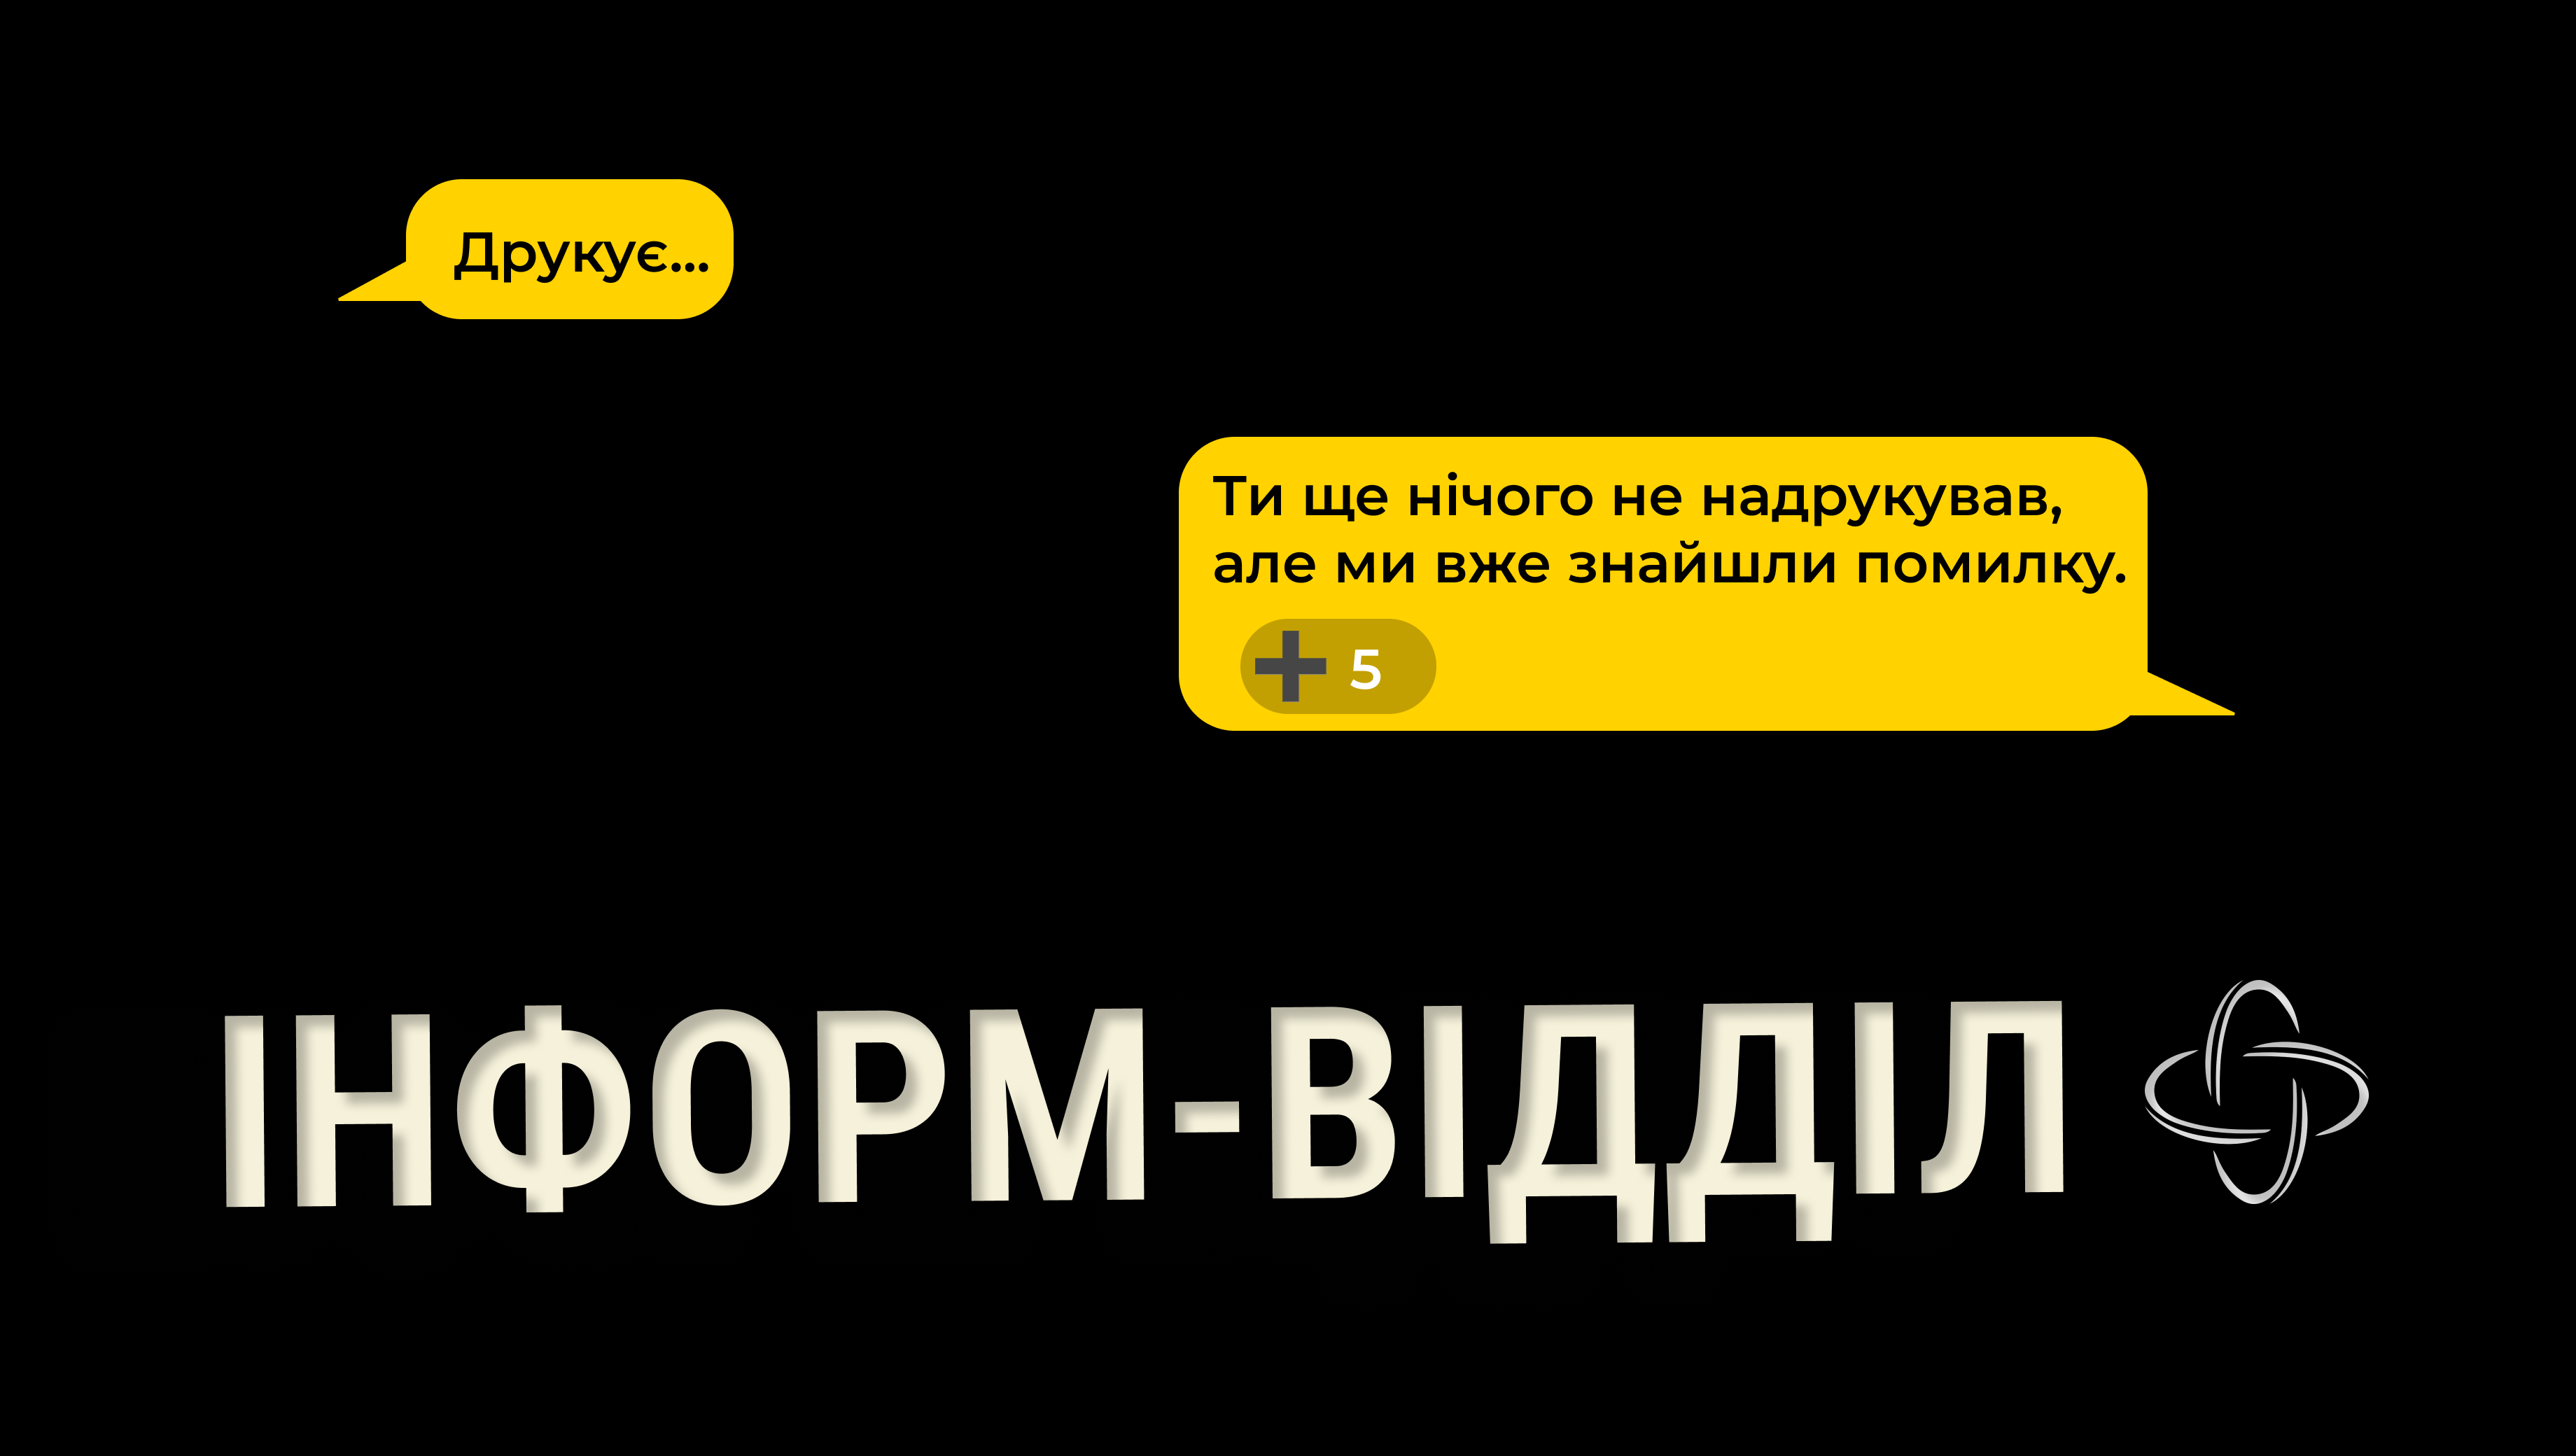 Друкує...
Ти ще нічого не надрукував,
але ми вже знайшли помилку.
➕ 5
ІНФОРМ-ВІДДІЛ